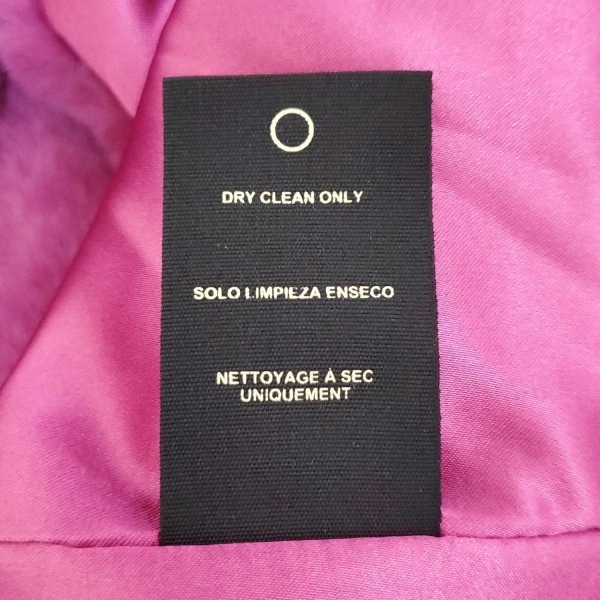 DRY CLEAN ONLY
SOLO LIMPIEZA ENSECO
NETTOYAGE À SEC
UNIQUEMENT